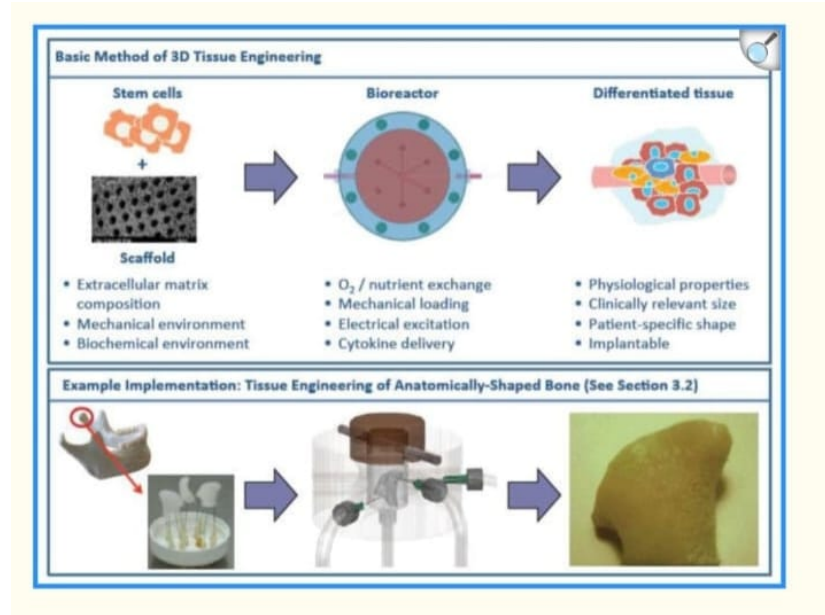 Basic Method of 3D Tissue Engineering
Stem cells
+
Scaffold
• Extracellular matrix
composition
• Mechanical environment
• Biochemical environment
Bioreactor
• O₂ / nutrient exchange
• Mechanical loading
• Electrical excitation
• Cytokine delivery
Differentiated tissue
• Physiological properties
• Clinically relevant size
• Patient-specific shape
• Implantable
Example Implementation: Tissue Engineering of Anatomically-Shaped Bone (See Section 3.2)